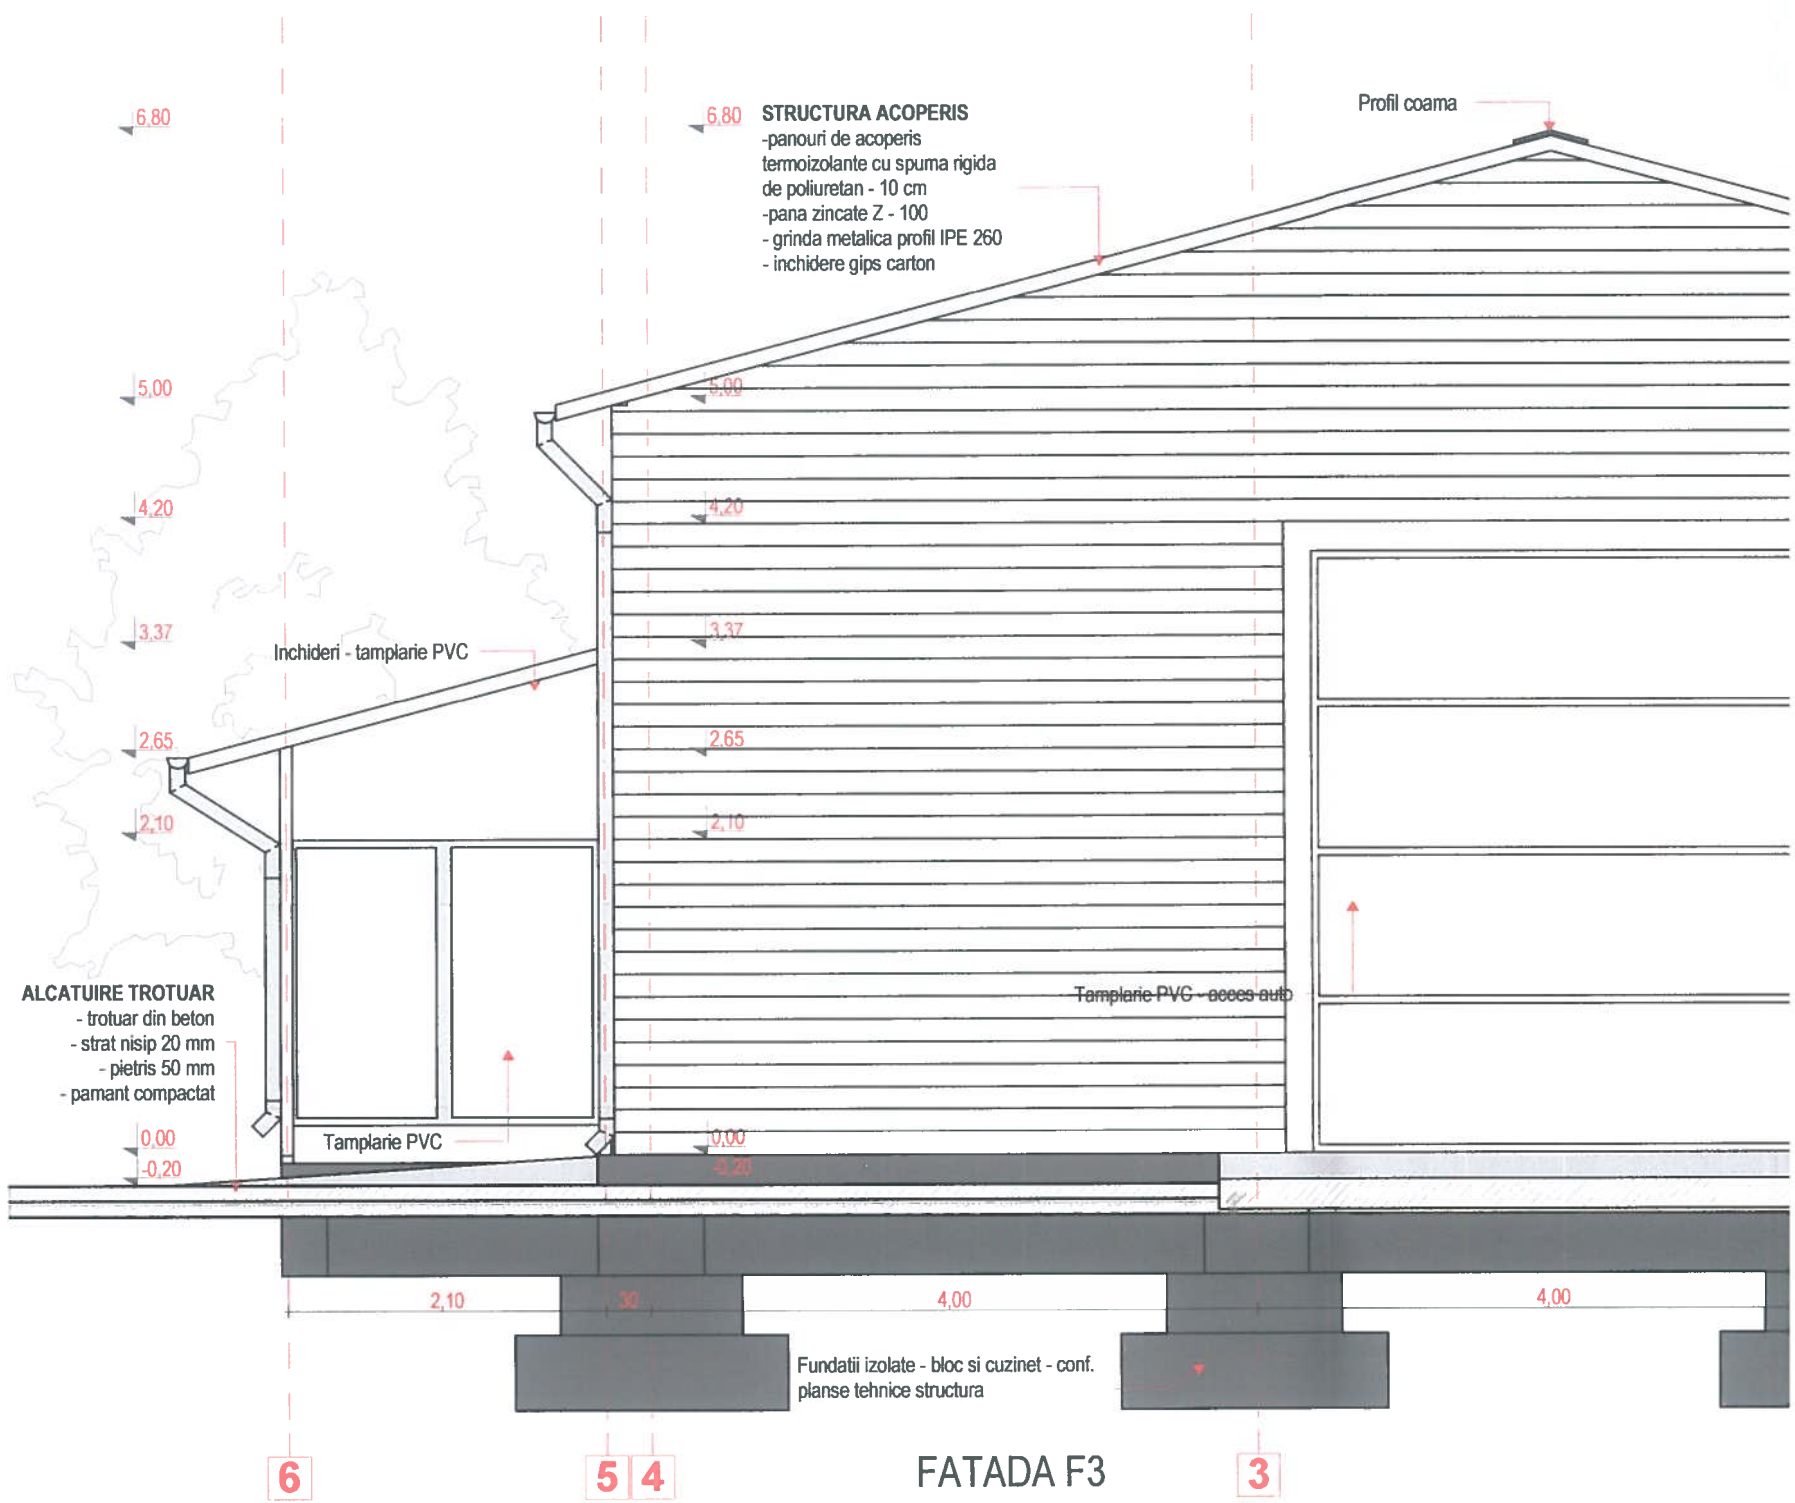 6,80
6,80
STRUCTURA ACOPERIS
-panouri de acoperis
termoizolante cu spuma rigida
de poliuretan - 10 cm
-pana zincate Z - 100
- grinda metalica profil IPE 260
- inchidere gips carton
Profil coama
5,00
5,00
4,20
4,20
3,37
3,37
Inchideri - tamplarie PVC
2,65
2,65
2,10
2,10
ALCATUIRE TROTUAR
- trotuar din beton
- strat nisip 20 mm
- pietris 50 mm
- pamant compactat
Tamplarie PVC - acces auto
Tamplarie PVC
0,00
-0,20
0,00
-0,20
2,10
30
4,00
4,00
Fundatii izolate - bloc si cuzinet - conf.
planse tehnice structura
6
5
4
FATADA F3
3